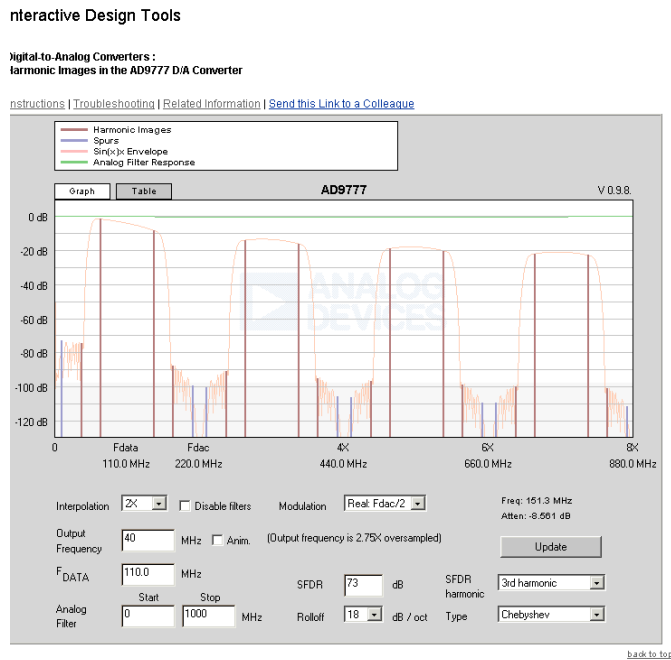 nteractive Design Tools
igital-to-Analog Converters :
armonic Images in the AD9777 D/A Converter
nstructions | Troubleshooting | Related Information | Send this Link to a Colleague
Harmonic Images
Spurs
Sin(x)x Envelope
Analog Filter Response
Graph Table AD9777 V 0.9.8.
0 dB
-20 dB
-40 dB
-60 dB
-80 dB
-100 dB
-120 dB
ANALOG
DEVICES
0 Fdata Fdac 4X 6X 8X
110.0 MHz 220.0 MHz 440.0 MHz 660.0 MHz 880.0 MHz
Interpolation 2X Disable filters Modulation Real: Fdac/2 Freq: 151.3 MHz
Atten: -8.561 dB
Output Frequency 40 MHz Anim. (Output frequency is 2.75X oversampled) Update
FDATA 110.0 MHz SFDR 73 dB SFDR harmonic 3rd harmonic
Start Stop
Analog Filter 0 1000 MHz Rolloff 18 dB / oct Type Chebyshev
back to top